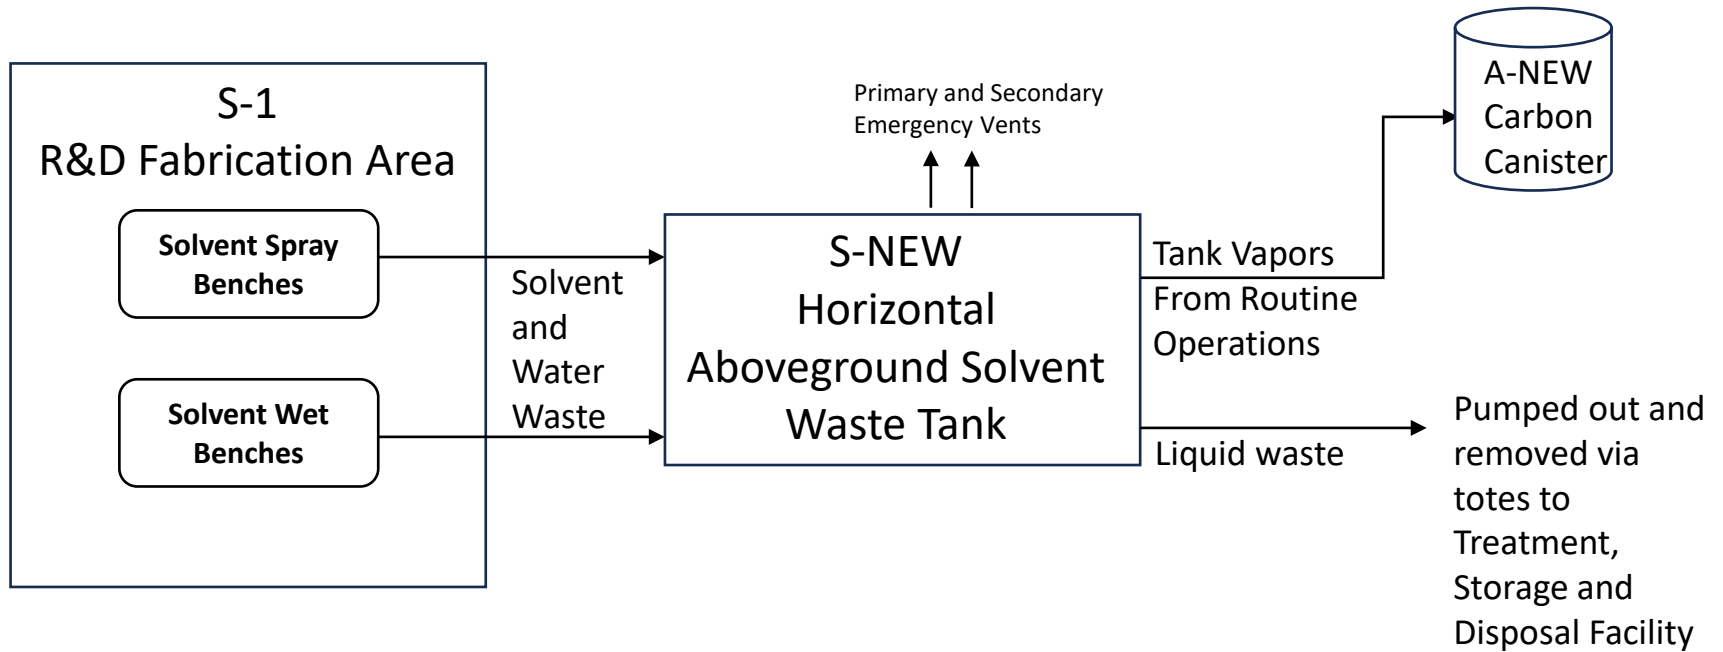 S-1
R&D Fabrication Area
Solvent Spray
Benches
Solvent Wet
Benches
Solvent
and
Water
Waste
Primary and Secondary
Emergency Vents
S-NEW
Horizontal
Aboveground Solvent
Waste Tank
Tank Vapors
From Routine
Operations
Liquid waste
A-NEW
Carbon
Canister
Pumped out and
removed via
totes to
Treatment,
Storage and
Disposal Facility